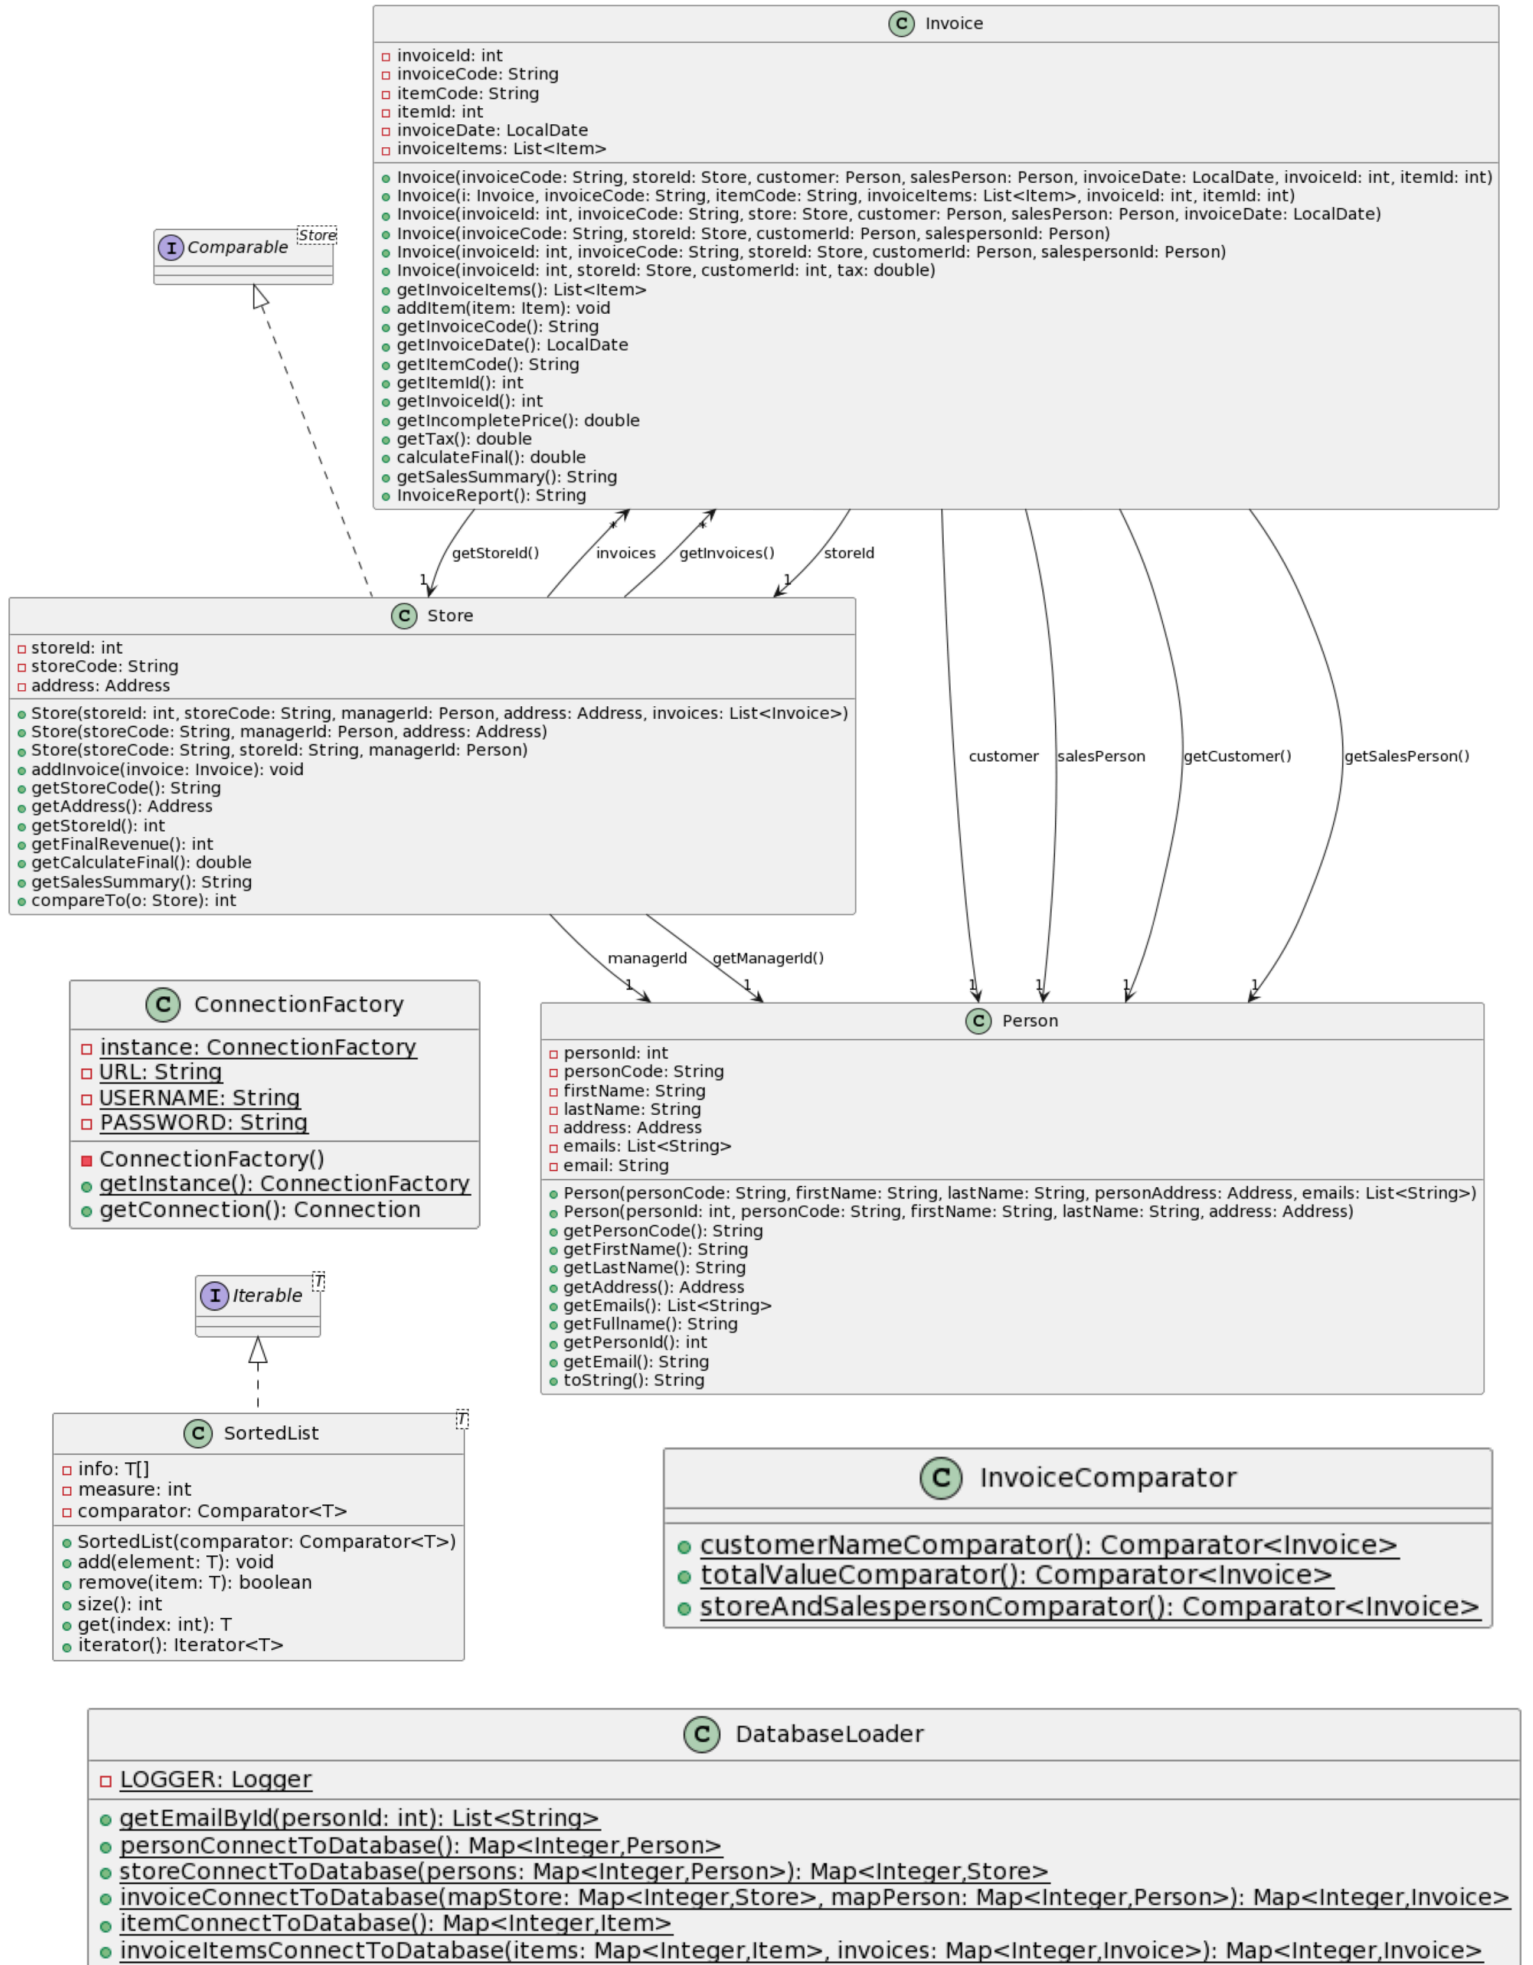 C Invoice
invoiceId: int
invoiceCode: String
itemCode: String
itemId: int
invoiceDate: LocalDate
invoiceItems: List<Item>
Invoice(invoiceCode: String, storeId: Store, customer: Person, salesPerson: Person, invoiceDate: LocalDate, invoiceId: int, itemId: int)
Invoice(i: Invoice, invoiceCode: String, itemCode: String, invoiceItems: List<Item>, invoiceId: int, itemId: int)
Invoice(invoiceId: int, invoiceCode: String, store: Store, customer: Person, salesPerson: Person, invoiceDate: LocalDate)
Invoice(invoiceCode: String, storeId: Store, customerId: Person, salespersonId: Person)
Invoice(invoiceId: int, invoiceCode: String, storeId: Store, customerId: Person, salespersonId: Person)
Invoice(invoiceId: int, storeId: Store, customerId: int, tax: double)
getInvoiceItems(): List<Item>
addItem(item: Item): void
getInvoiceCode(): String
getInvoiceDate(): LocalDate
getItemCode(): String
getItemId(): int
getInvoiceId(): int
getIncompletePrice(): double
getTax(): double
calculateFinal(): double
getSalesSummary(): String
InvoiceReport(): String
I Comparable
Store
getStoreId()
1
invoices
*
getInvoices()
*
storeId
1
C Store
storeId: int
storeCode: String
address: Address
Store(storeId: int, storeCode: String, managerId: Person, address: Address, invoices: List<Invoice>)
Store(storeCode: String, managerId: Person, address: Address)
Store(storeCode: String, storeId: String, managerId: Person)
addInvoice(invoice: Invoice): void
getStoreCode(): String
getAddress(): Address
getStoreId(): int
getFinalRevenue(): int
getCalculateFinal(): double
getSalesSummary(): String
compareTo(o: Store): int
customer
1
salesPerson
1
getCustomer()
1
getSalesPerson()
1
managerId
1
getManagerId()
1
C ConnectionFactory
instance: ConnectionFactory
URL: String
USERNAME: String
PASSWORD: String
ConnectionFactory()
getInstance(): ConnectionFactory
getConnection(): Connection
C Person
personId: int
personCode: String
firstName: String
lastName: String
address: Address
emails: List<String>
email: String
Person(personCode: String, firstName: String, lastName: String, personAddress: Address, emails: List<String>)
Person(personId: int, personCode: String, firstName: String, lastName: String, address: Address)
getPersonCode(): String
getFirstName(): String
getLastName(): String
getAddress(): Address
getEmails(): List<String>
getFullname(): String
getPersonId(): int
getEmail(): String
toString(): String
I Iterable
T
C SortedList
T
info: T[]
measure: int
comparator: Comparator<T>
SortedList(comparator: Comparator<T>)
add(element: T): void
remove(item: T): boolean
size(): int
get(index: int): T
iterator(): Iterator<T>
C InvoiceComparator
customerNameComparator(): Comparator<Invoice>
totalValueComparator(): Comparator<Invoice>
storeAndSalespersonComparator(): Comparator<Invoice>
C DatabaseLoader
LOGGER: Logger
getEmailById(personId: int): List<String>
personConnectToDatabase(): Map<Integer,Person>
storeConnectToDatabase(persons: Map<Integer,Person>): Map<Integer,Store>
invoiceConnectToDatabase(mapStore: Map<Integer,Store>, mapPerson: Map<Integer,Person>): Map<Integer,Invoice>
itemConnectToDatabase(): Map<Integer,Item>
invoiceItemsConnectToDatabase(items: Map<Integer,Item>, invoices: Map<Integer,Invoice>): Map<Integer,Invoice>